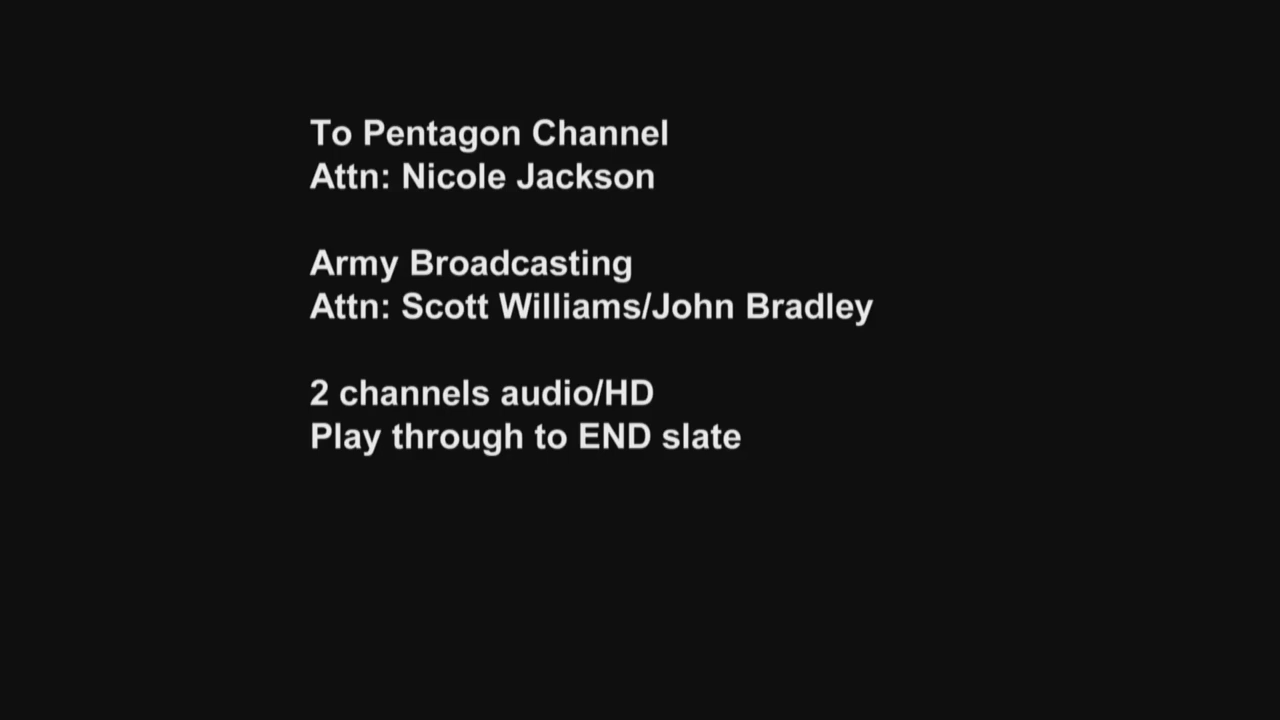 To Pentagon Channel
Attn: Nicole Jackson
Army Broadcasting
Attn: Scott Williams/John Bradley
2 channels audio/HD
Play through to END slate